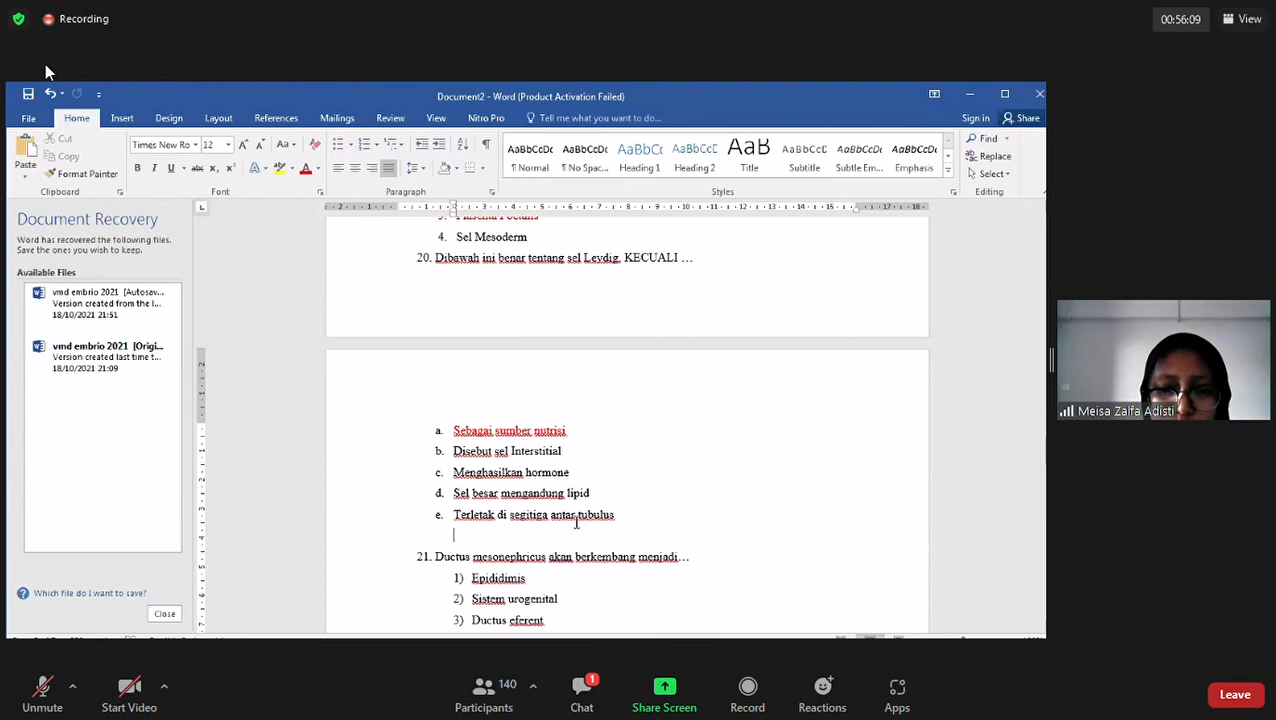 Recording
00:56:09
View
Document2 - Word (Product Activation Failed)
File Home Insert Design Layout References Mailings Review View Nitro Pro Tell me what you want to do... Sign in Share
Paste
Cut
Copy
Format Painter
Clipboard
Times New Ro 12
Font
Paragraph
AaBbCcDc AaBbCcDc AaBbCc AaBbCcC AaB AaBbCcD AaBbCcDc AaBbCcDc
¶ Normal ¶ No Spac... Heading 1 Heading 2 Title Subtitle Subtle Em... Emphasis
Styles
Find
Replace
Select
Editing
Document Recovery
Word has recovered the following files.
Save the ones you wish to keep.
Available Files
vmd embrio 2021 [Autosav...
Version created from the l...
18/10/2021 21:51
vmd embrio 2021 [Origi...
Version created last time t...
18/10/2021 21:09
Which file do I want to save?
Close
4. Sel Mesoderm
20. Dibawah ini benar tentang sel Leydig, KECUALI …
a. Sebagai sumber nutrisi
b. Disebut sel Interstitial
c. Menghasilkan hormone
d. Sel besar mengandung lipid
e. Terletak di segitiga antar tubulus
21. Ductus mesonephricus akan berkembang menjadi…
1) Epididimis
2) Sistem urogenital
3) Ductus eferent
Meisa Zalfa Adisti
Unmute
Start Video
140
Participants
1
Chat
Share Screen
Record
Reactions
Apps
Leave